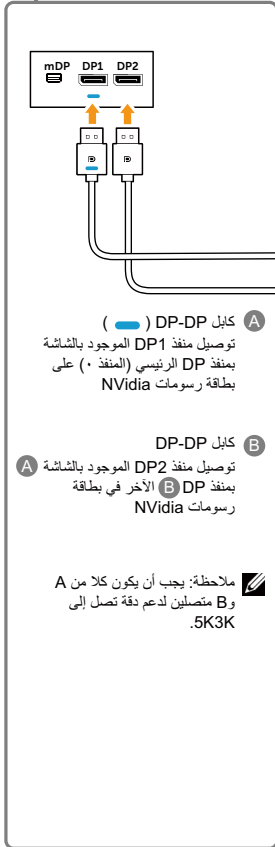 mDP DP1 DP2
A كابل DP-DP ( )
توصيل منفذ DP1 الموجود بالشاشة
بمنفذ DP الرئيسي (المنفذ ٠) على
بطاقة رسومات NVidia
B كابل DP-DP
توصيل منفذ DP2 الموجود بالشاشة A
بمنفذ DP B الآخر في بطاقة
رسومات NVidia
ملاحظة: يجب أن يكون كلا من A
وB متصلين لدعم دقة تصل إلى
5K3K.